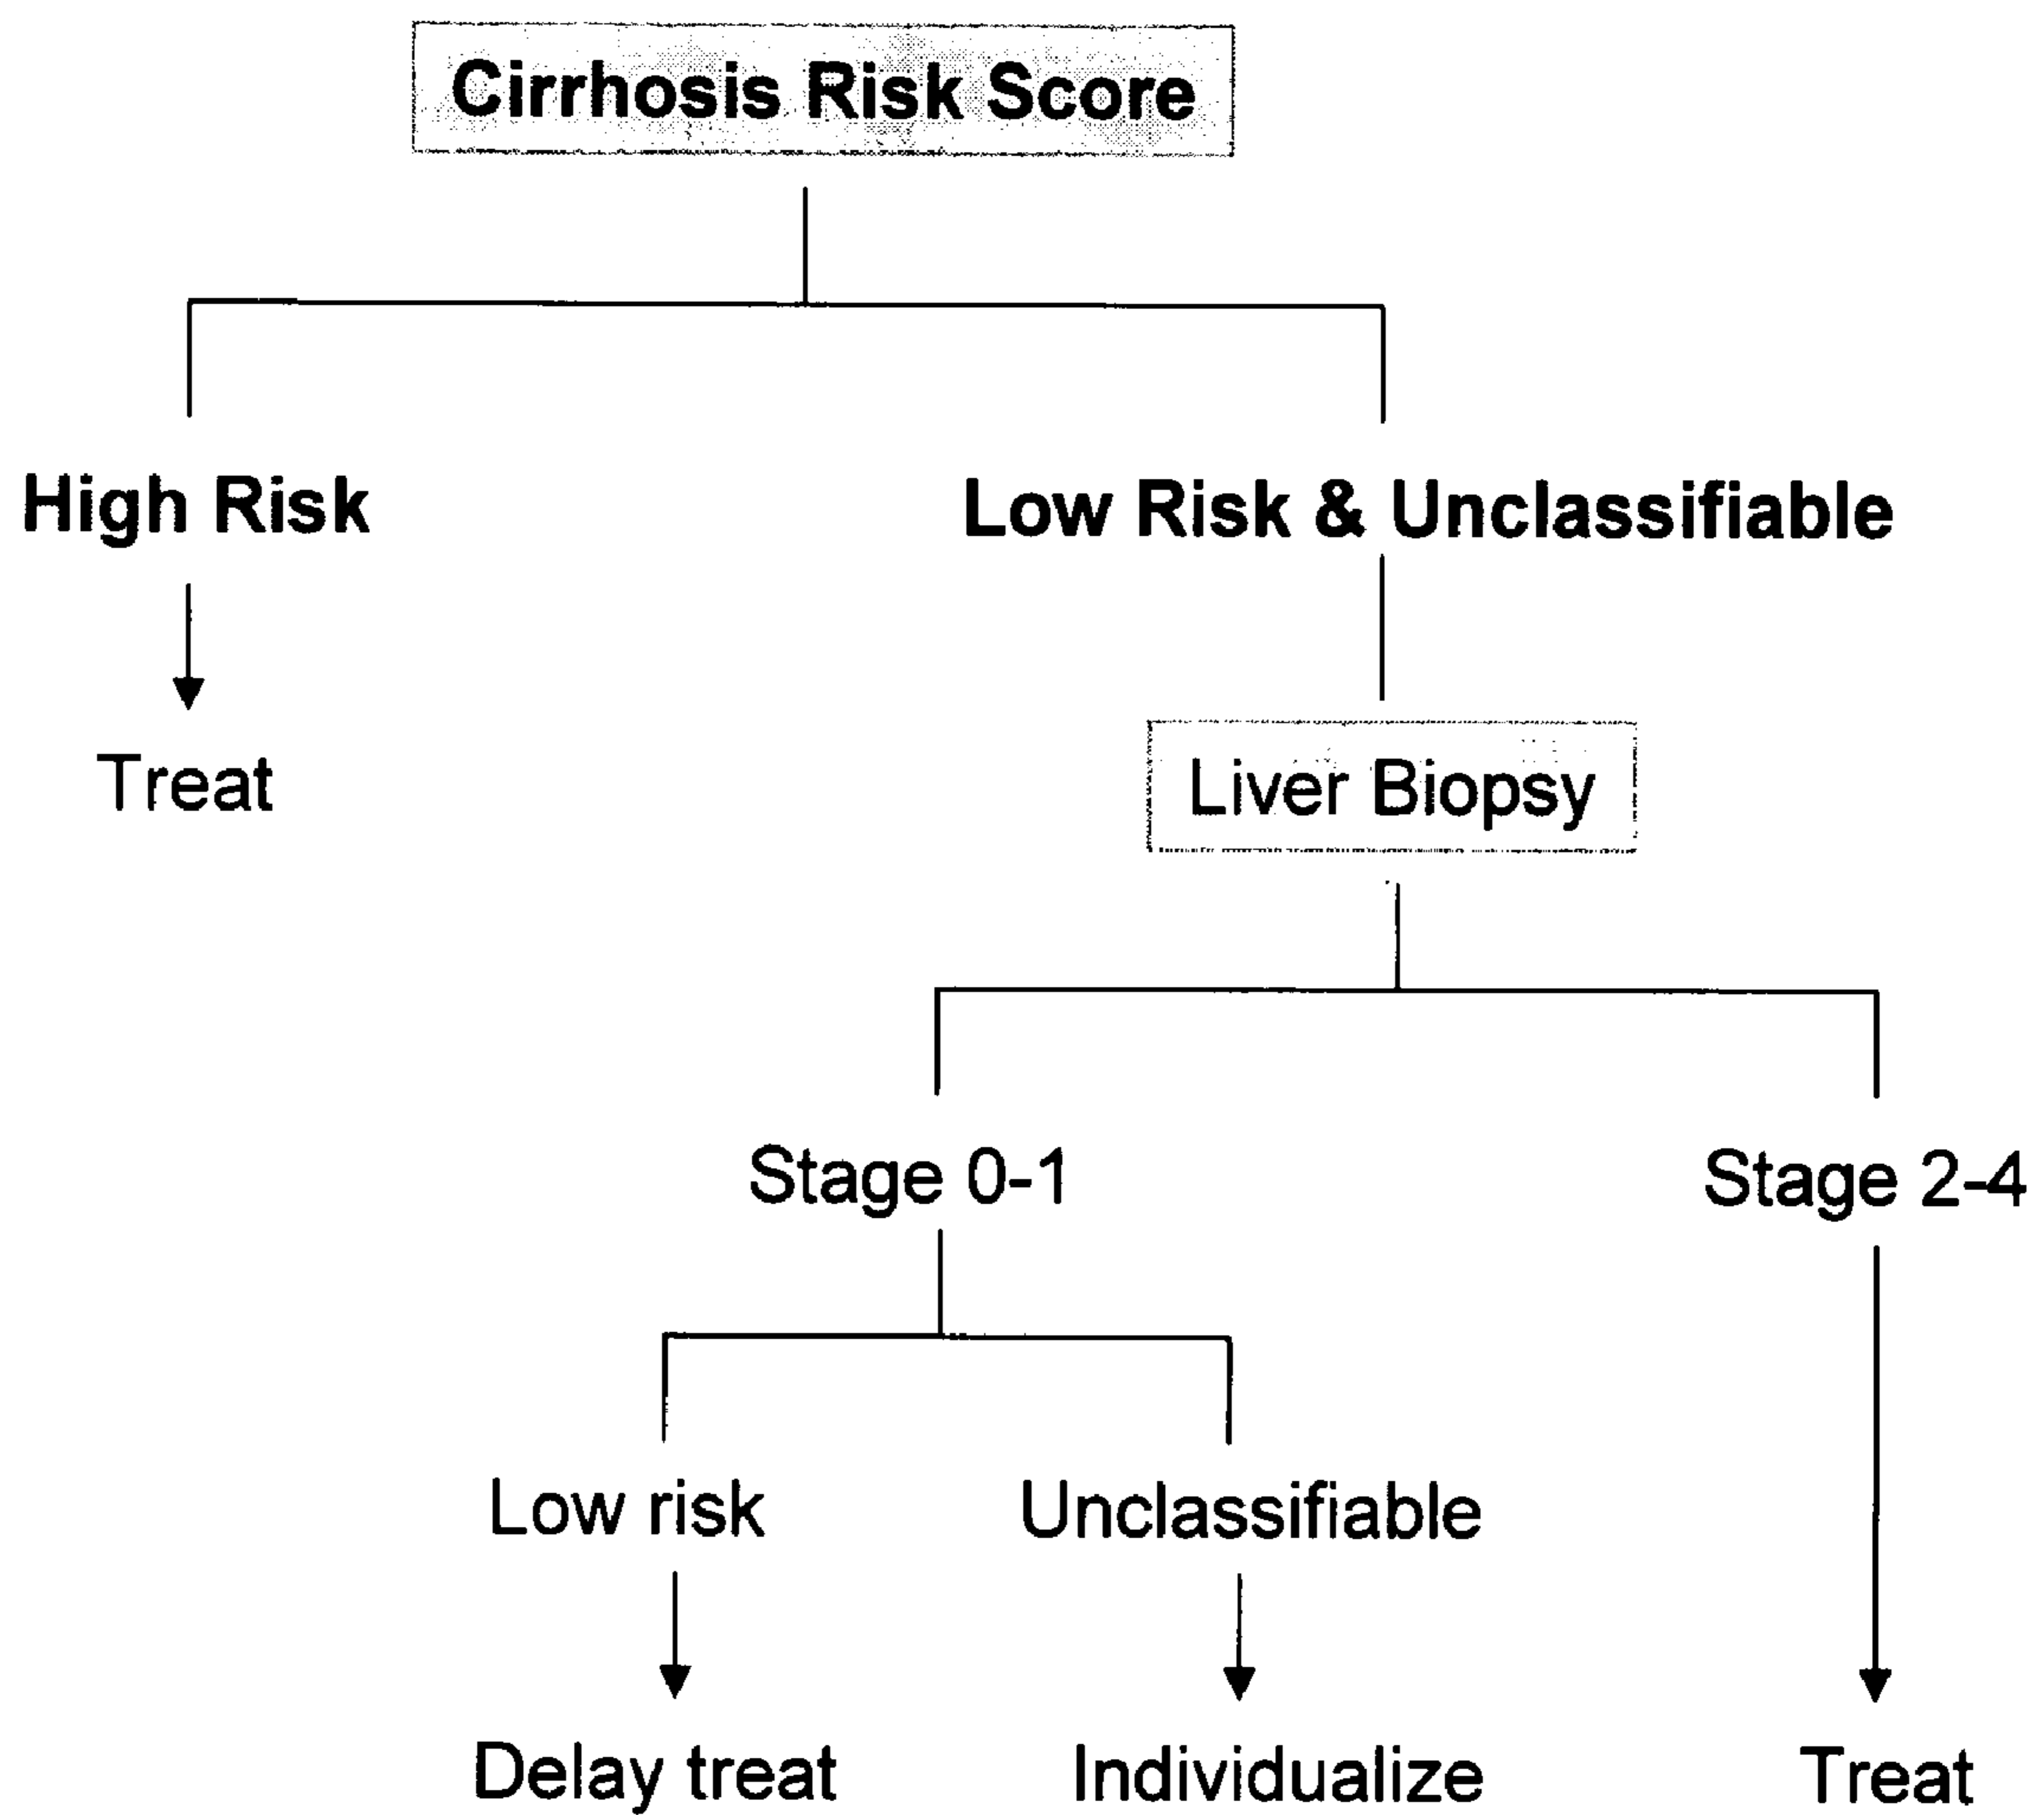 Cirrhosis Risk Score
High Risk
Low Risk & Unclassifiable
Treat
Liver Biopsy
Stage 0-1
Stage 2-4
Low risk
Unclassifiable
Delay treat
Individualize
Treat